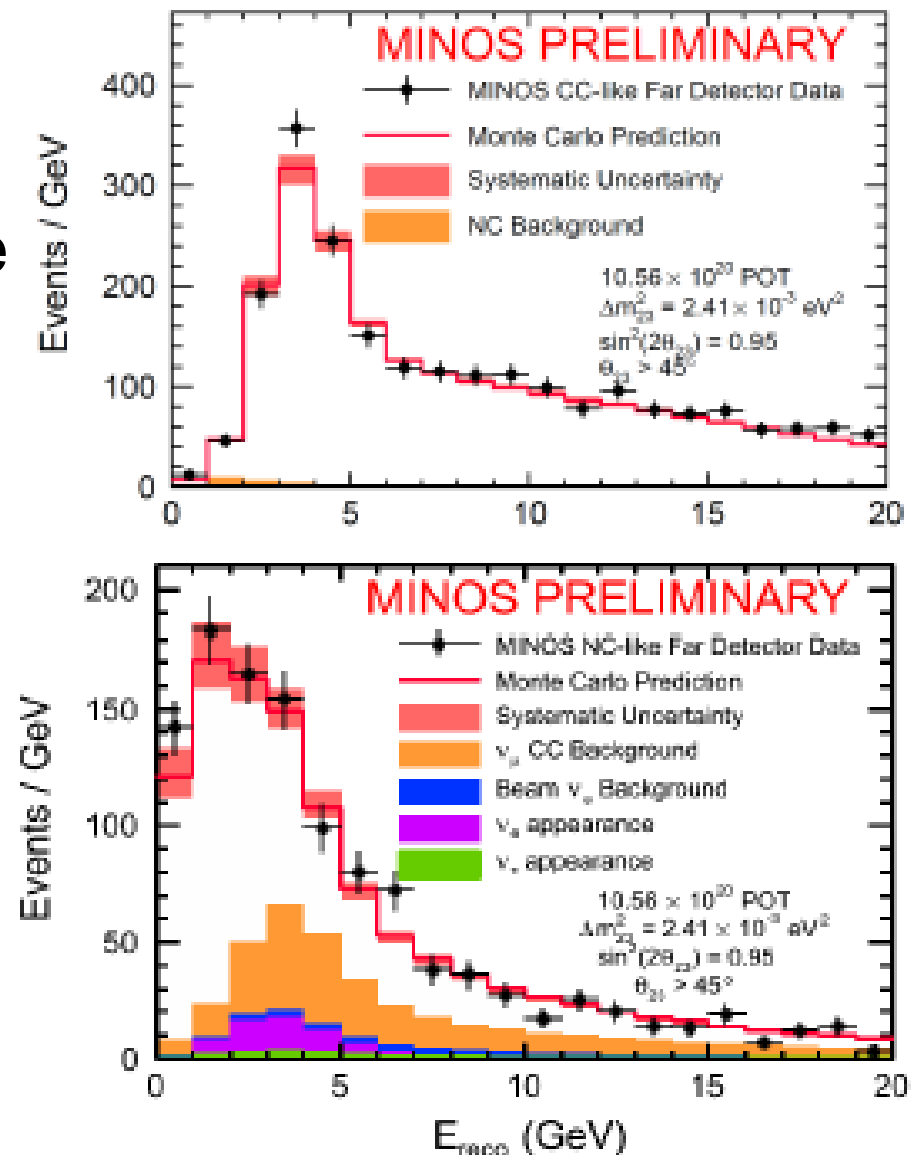 e
MINOS PRELIMINARY
MINOS CC-like Far Detector Data
Monte Carlo Prediction
Systematic Uncertainty
NC Background
10.56 × 10²⁰ POT
Δm²₂₃ = 2.41 × 10⁻³ eV²
sin²(2θ₂₃) = 0.95
θ₂₃ > 45°
Events / GeV
400
300
200
100
0
0 5 10 15 20
MINOS PRELIMINARY
MINOS NC-like Far Detector Data
Monte Carlo Prediction
Systematic Uncertainty
CC Background
Beam Background
appearance
appearance
10.56 × 10²⁰ POT
Δm²₂₃ = 2.41 × 10⁻³ eV²
sin²(2θ₂₃) = 0.95
θ₂₃ > 45°
Events / GeV
200
150
100
50
0
0 5 10 15 20
E_reco (GeV)